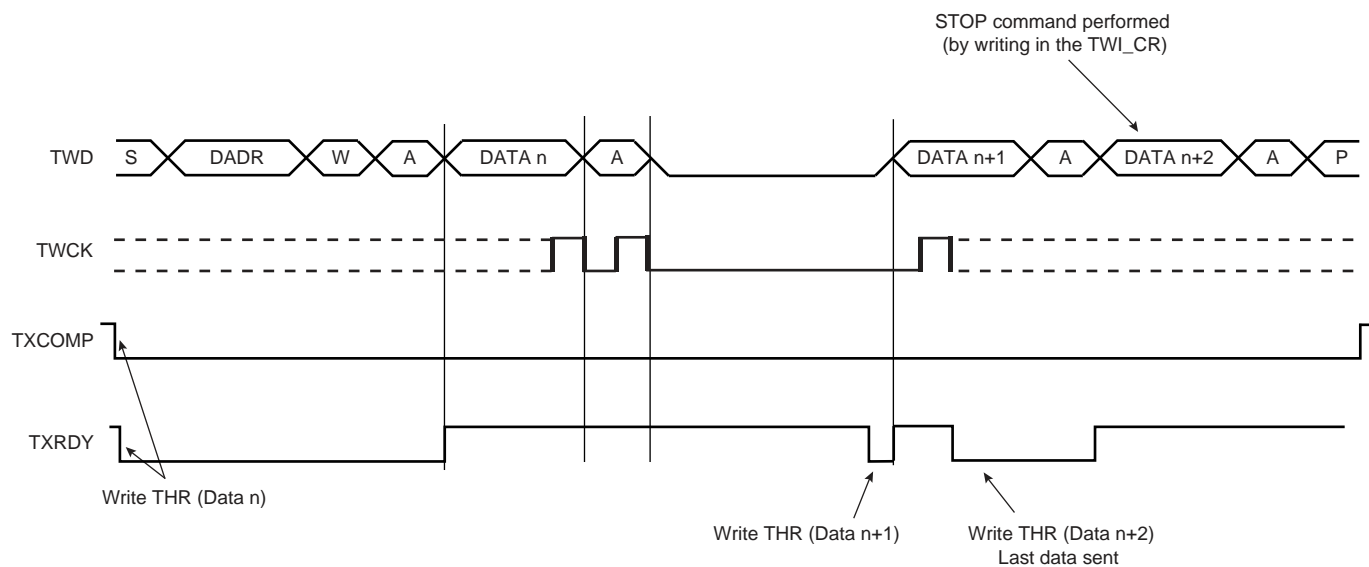 STOP command performed
(by writing in the TWI_CR)
TWD S DADR W A DATA n A DATA n+1 A DATA n+2 A P
TWCK
TXCOMP
TXRDY
Write THR (Data n)
Write THR (Data n+1) Write THR (Data n+2)
Last data sent